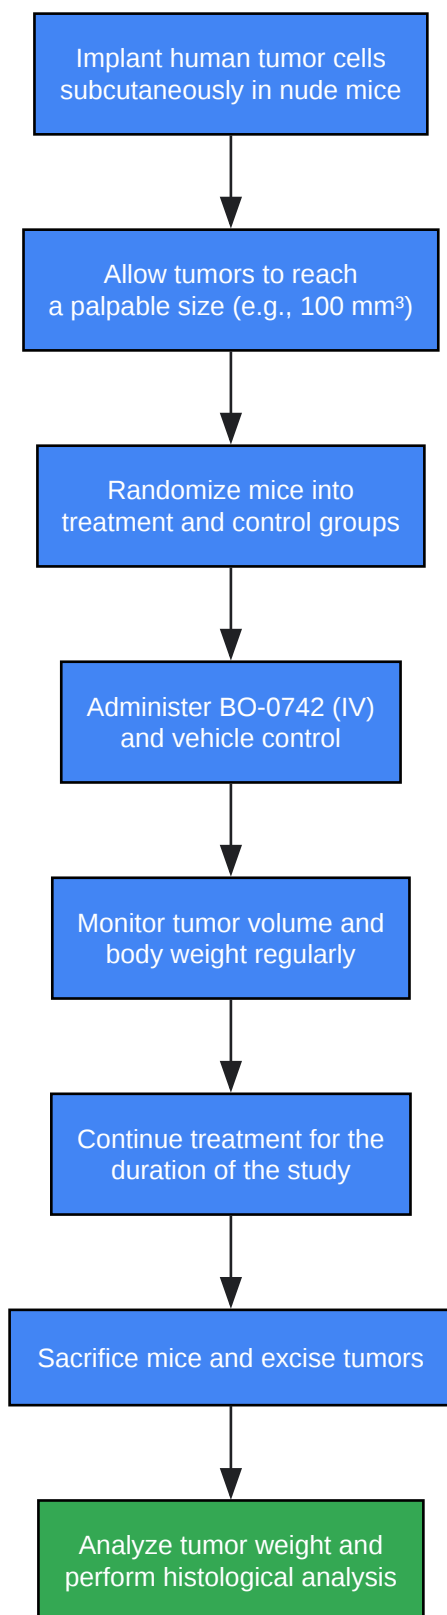 Implant human tumor cells
subcutaneously in nude mice
Allow tumors to reach
a palpable size (e.g., 100 mm³)
Randomize mice into
treatment and control groups
Administer BO-0742 (IV)
and vehicle control
Monitor tumor volume and
body weight regularly
Continue treatment for the
duration of the study
Sacrifice mice and excise tumors
Analyze tumor weight and
perform histological analysis